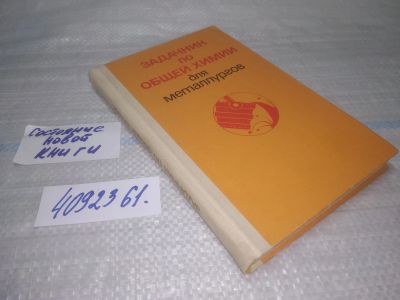 ЗАДАЧНИК
по
ОБЩЕЙ ХИМИИ
для
металлургов
Состояние
новой
книги
4092361.